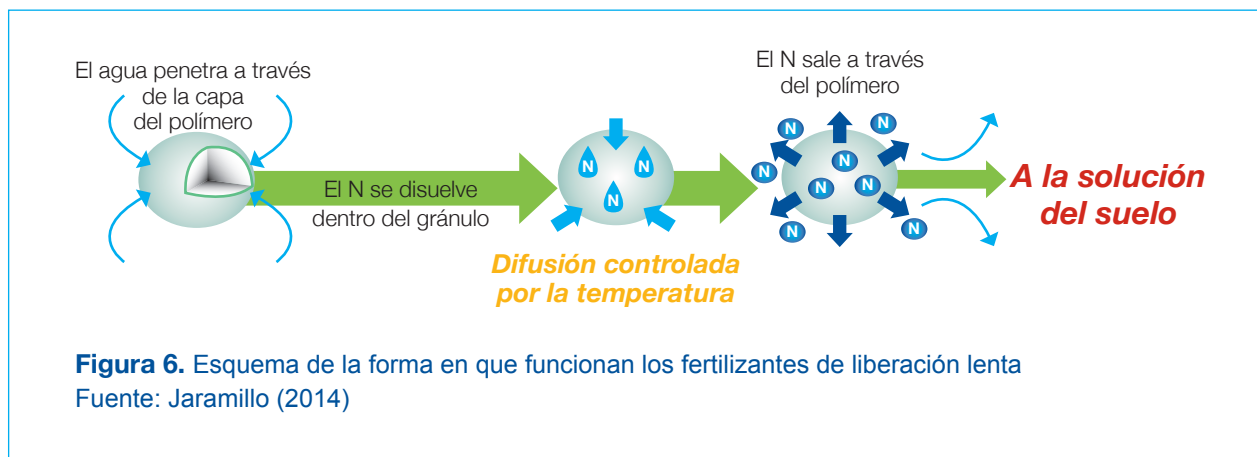 El agua penetra a través
de la capa
del polímero
El N se disuelve
dentro del gránulo
N
N
N
Difusión controlada
por la temperatura
El N sale a través
del polímero
N
N
N
N
N
N
N
N
N
N
A la solución
del suelo
Figura 6. Esquema de la forma en que funcionan los fertilizantes de liberación lenta
Fuente: Jaramillo (2014)